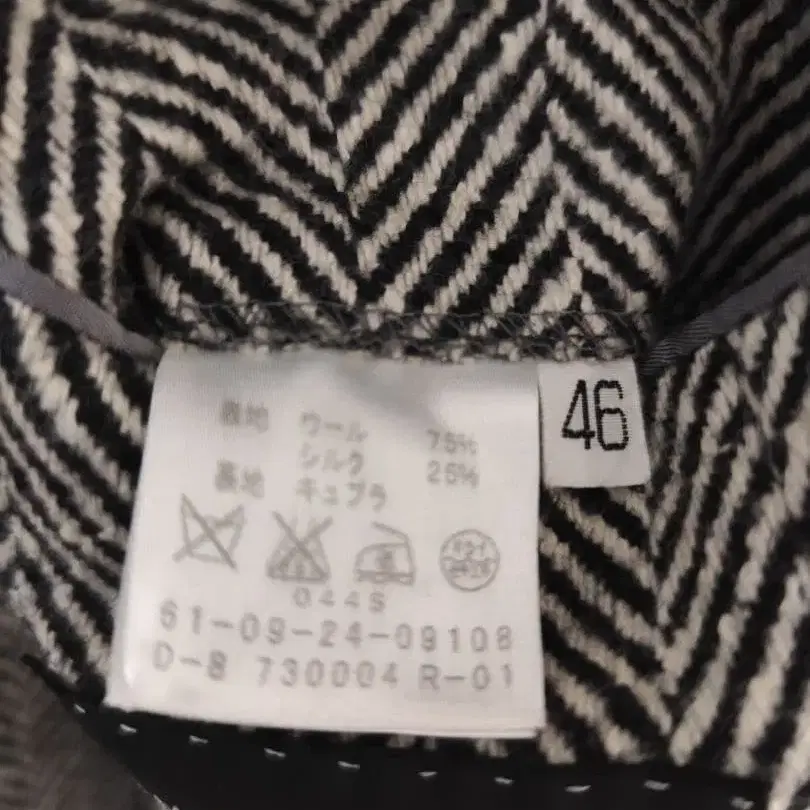 46
表地 ウール 75%
シルク 25%
裏地 キュプラ
0449
61-09-24-09108
D-8 730004 R-01